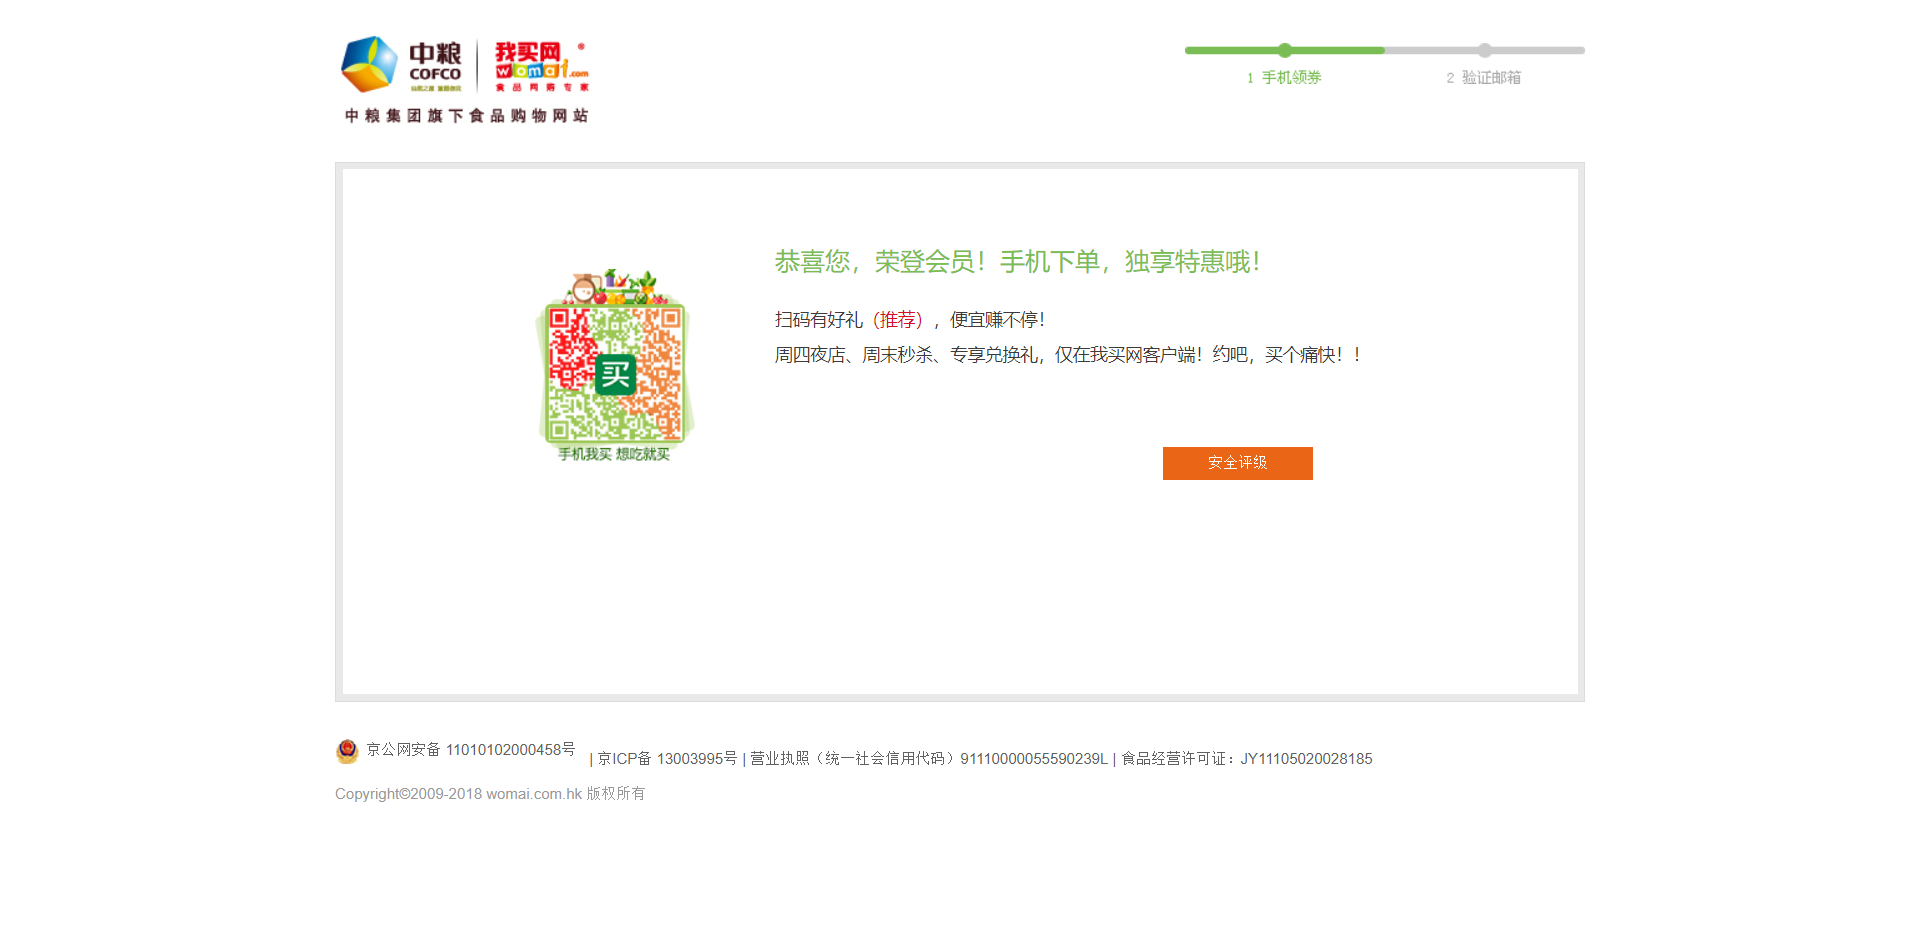 中粮
COFCO
自然之源 重塑你我
我买网®
womai.com
食品网购专家
中粮集团旗下食品购物网站
1 手机领券
2 验证邮箱
恭喜您，荣登会员！手机下单，独享特惠哦！
扫码有好礼（推荐），便宜赚不停！
周四夜店、周末秒杀、专享兑换礼，仅在我买网客户端！约吧，买个痛快！！
买
手机我买 想吃就买
安全评级
京公网安备 11010102000458号 | 京ICP备 13003995号 | 营业执照（统一社会信用代码）91110000055590239L | 食品经营许可证：JY11105020028185
Copyright©2009-2018 womai.com.hk 版权所有